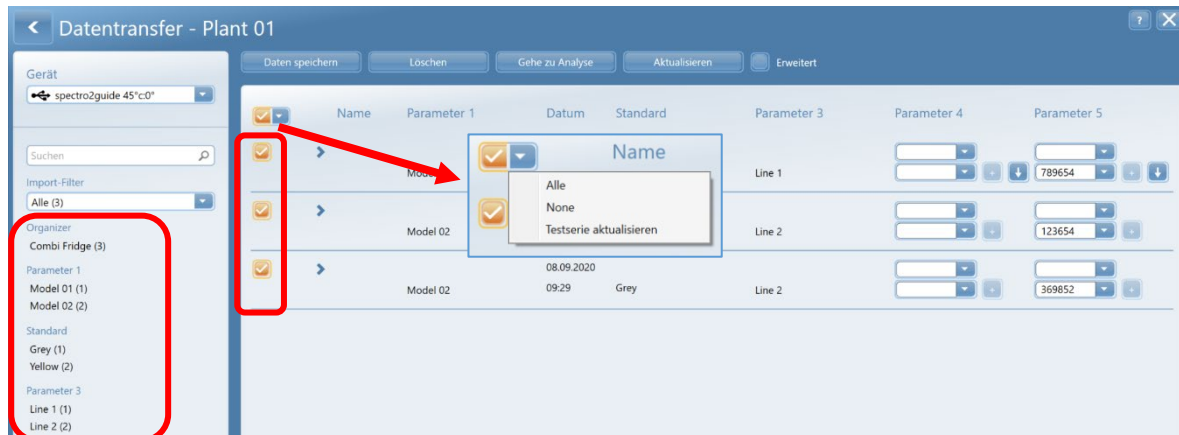 Datentransfer - Plant 01
?
Gerät
spectro2guide 45°c:0°
Suchen
Import-Filter
Alle (3)
Organizer
Combi Fridge (3)
Parameter 1
Model 01 (1)
Model 02 (2)
Standard
Grey (1)
Yellow (2)
Parameter 3
Line 1 (1)
Line 2 (2)
Daten speichern Löschen Gehe zu Analyse Aktualisieren Erweitert
Name Parameter 1 Datum Standard Parameter 3 Parameter 4 Parameter 5
Line 1 789654
Model 02 Line 2 123654
08.09.2020
Model 02 09:29 Grey Line 2 369852
Name
Alle
None
Testserie aktualisieren